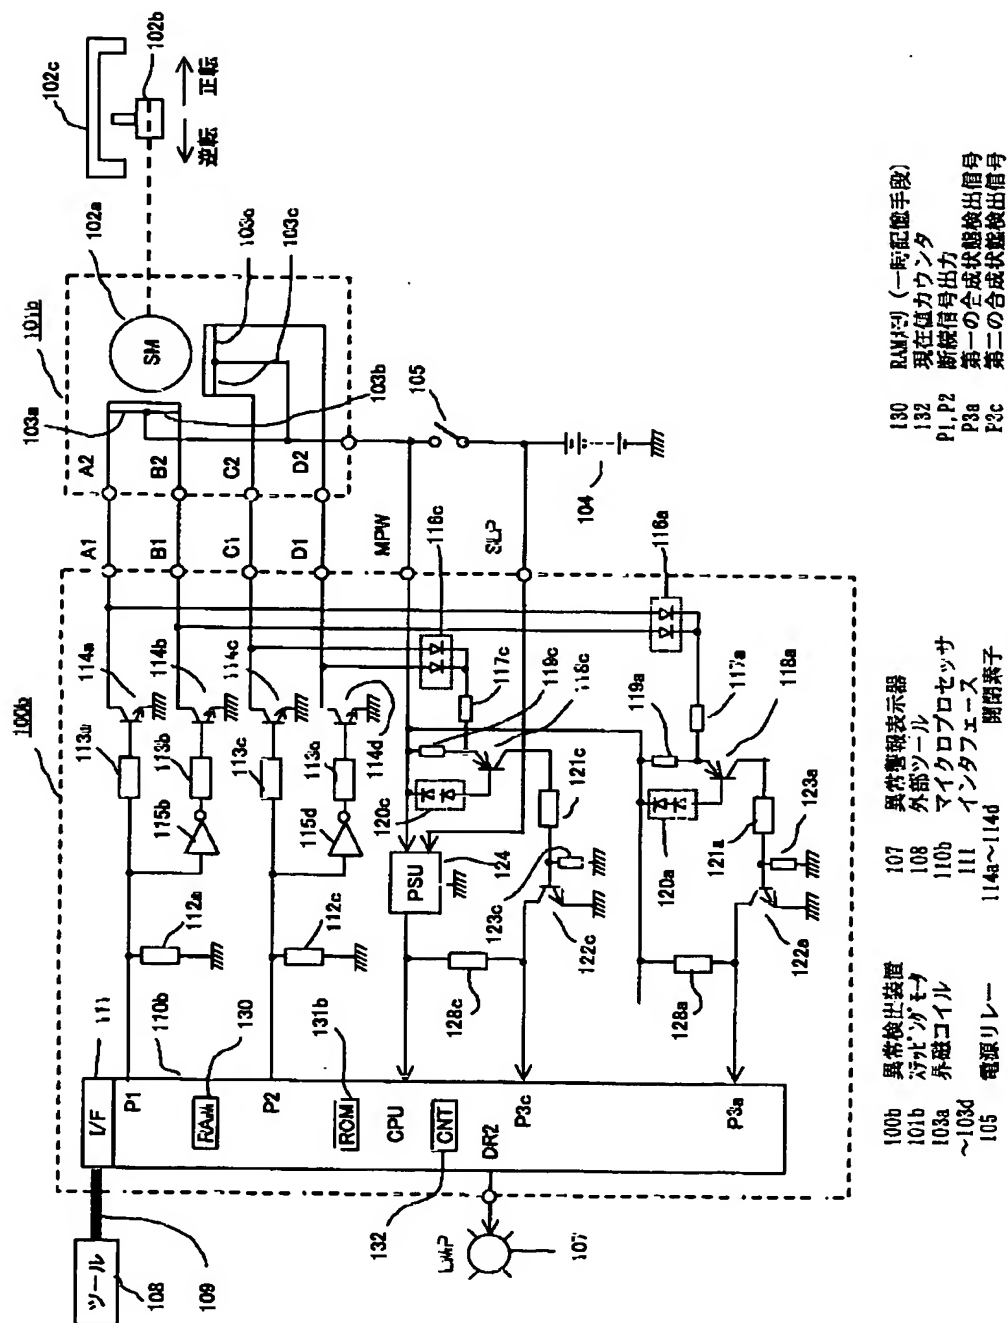 102c
102b
逆転 正転
102a
101b
SM
103a
103b
103c
103c
105
104
A2
B2
C2
D2
A1
B1
C1
D1
MPW
SLP
100b
114a
114b
114c
114d
113b
113c
115b
115d
112c
116c
117c
119c
118c
120c
121c
123c
122c
128c
PSU
124
116a
119a
117a
118a
120a
121a
123a
122a
128a
111
110b
130
131b
I/F
P1
RAM
P2
ROM
CPU
CNT
DR2
P3c
P3a
132
LMP
107
ツール
108
109
100b 異常検出装置
101b ステッピングモータ
103a 界磁コイル
~103d
105 電源リレー
107 異常警報表示器
108 外部ツール
110b マイクロプロセッサ
111 インタフェース
114a~114d 開閉素子
130 RAMメモリ (一時記憶手段)
132 現在値カウンタ
P1,P2 断続信号出力
P3a 第一の合成状態検出信号
P3c 第二の合成状態検出信号